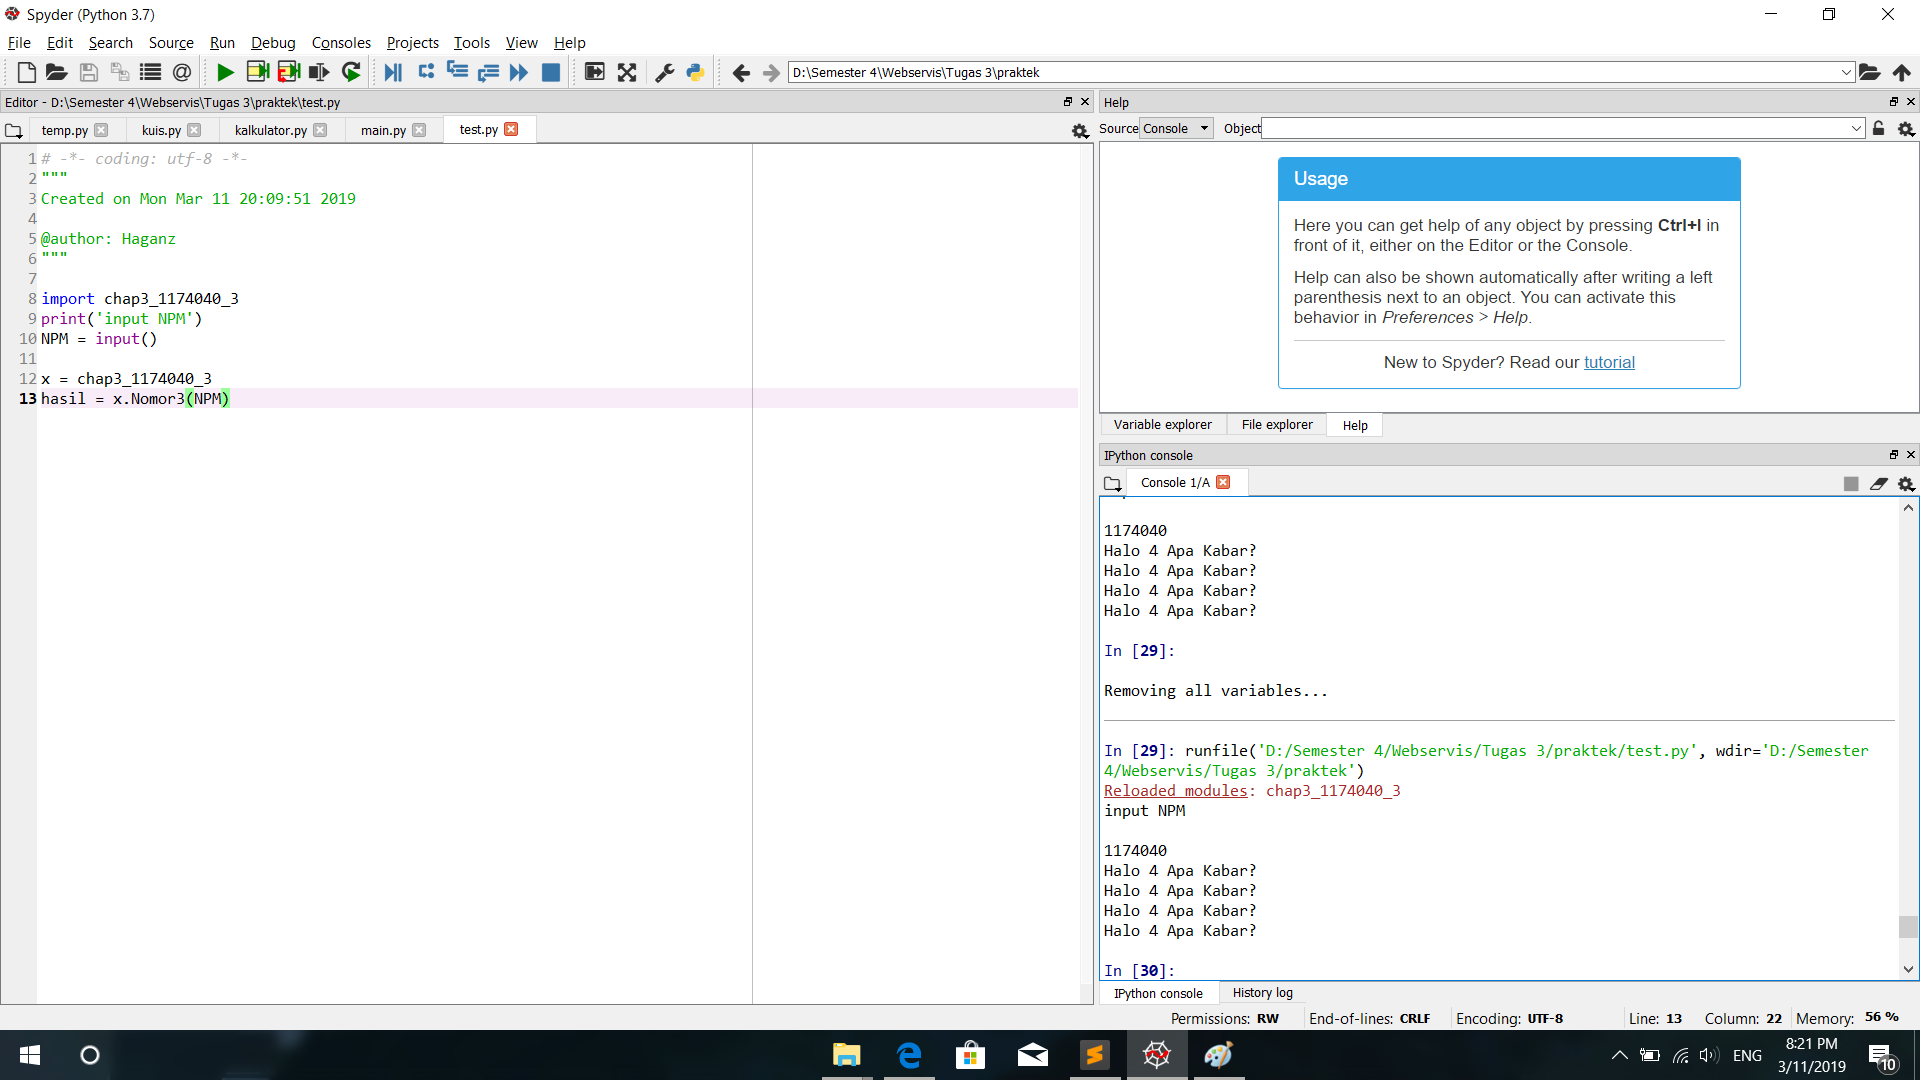 Spyder (Python 3.7)
File Edit Search Source Run Debug Consoles Projects Tools View Help
D:\Semester 4\Webservis\Tugas 3\praktek
Editor - D:\Semester 4\Webservis\Tugas 3\praktek\test.py
temp.py kuis.py kalkulator.py main.py test.py
1 # -*- coding: utf-8 -*-
2 """
3 Created on Mon Mar 11 20:09:51 2019
4
5 @author: Haganz
6 """
7
8 import chap3_1174040_3
9 print('input NPM')
10 NPM = input()
11
12 x = chap3_1174040_3
13 hasil = x.Nomor3(NPM)
Help
Source Console Object
Usage
Here you can get help of any object by pressing Ctrl+I in
front of it, either on the Editor or the Console.
Help can also be shown automatically after writing a left
parenthesis next to an object. You can activate this
behavior in Preferences > Help.
New to Spyder? Read our tutorial
Variable explorer File explorer Help
IPython console
Console 1/A
1174040
Halo 4 Apa Kabar?
Halo 4 Apa Kabar?
Halo 4 Apa Kabar?
Halo 4 Apa Kabar?
In [29]:
Removing all variables...
In [29]: runfile('D:/Semester 4/Webservis/Tugas 3/praktek/test.py', wdir='D:/Semester
4/Webservis/Tugas 3/praktek')
Reloaded modules: chap3_1174040_3
input NPM
1174040
Halo 4 Apa Kabar?
Halo 4 Apa Kabar?
Halo 4 Apa Kabar?
Halo 4 Apa Kabar?
In [30]:
IPython console History log
Permissions: RW End-of-lines: CRLF Encoding: UTF-8 Line: 13 Column: 22 Memory: 56 %
ENG
8:21 PM
3/11/2019
10